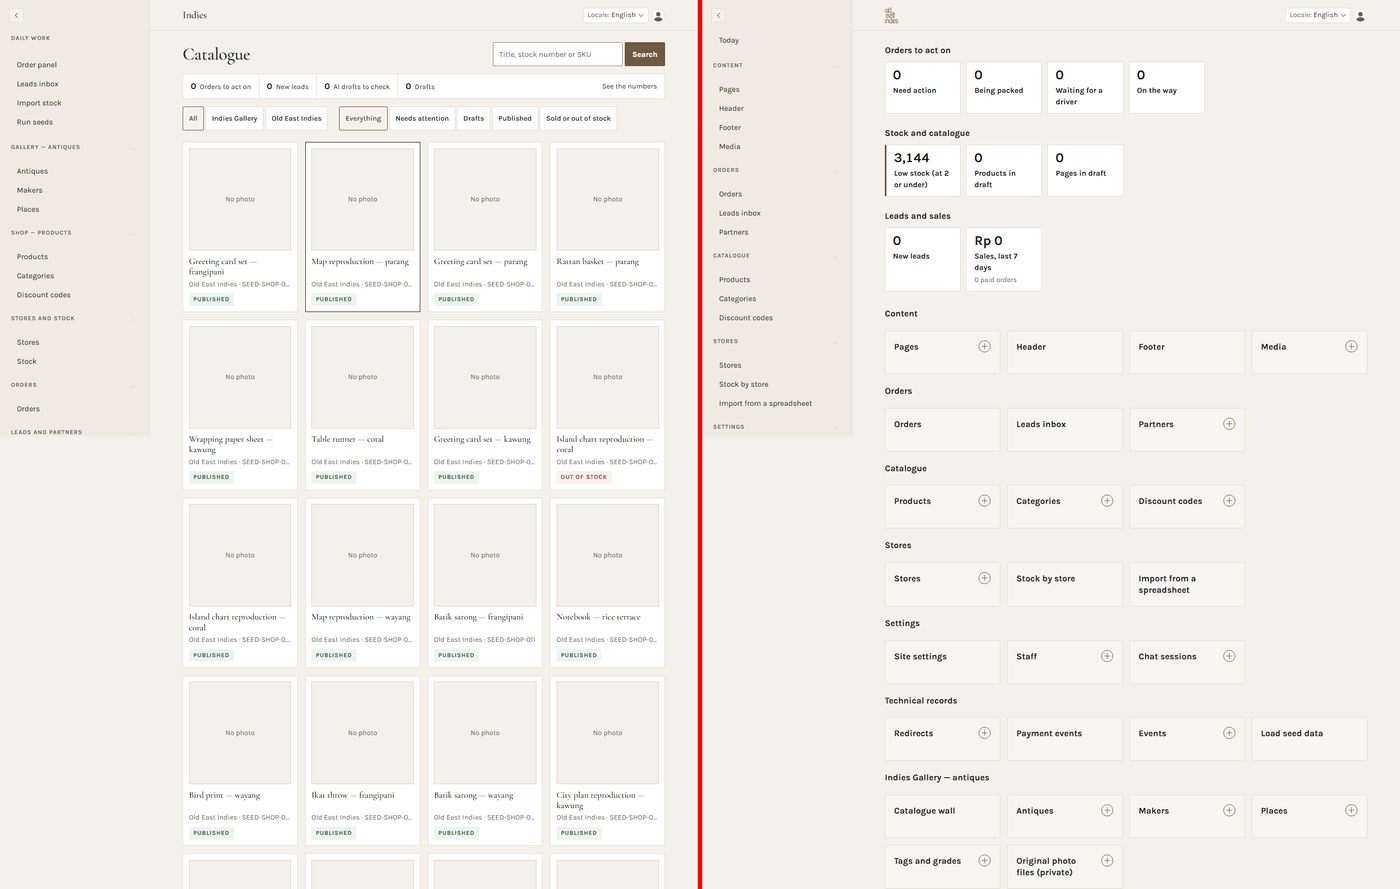 DAILY WORK
Order panel
Leads inbox
Import stock
Run seeds
GALLERY — ANTIQUES
Antiques
Makers
Places
SHOP — PRODUCTS
Products
Categories
Discount codes
STORES AND STOCK
Stores
Stock
ORDERS
Orders
LEADS AND PARTNERS
Indies
Locale: English
Catalogue
Title, stock number or SKU
Search
0 Orders to act on
0 New leads
0 AI drafts to check
0 Drafts
See the numbers
All
Indies Gallery
Old East Indies
Everything
Needs attention
Drafts
Published
Sold or out of stock
No photo
No photo
No photo
No photo
Greeting card set —
frangipani
Old East Indies · SEED-SHOP-0...
PUBLISHED
Map reproduction — parang
Old East Indies · SEED-SHOP-0...
PUBLISHED
Greeting card set — parang
Old East Indies · SEED-SHOP-0...
PUBLISHED
Rattan basket — parang
Old East Indies · SEED-SHOP-0...
PUBLISHED
No photo
No photo
No photo
No photo
Wrapping paper sheet —
kawung
Old East Indies · SEED-SHOP-0...
PUBLISHED
Table runner — coral
Old East Indies · SEED-SHOP-0...
PUBLISHED
Greeting card set — kawung
Old East Indies · SEED-SHOP-0...
PUBLISHED
Island chart reproduction —
coral
Old East Indies · SEED-SHOP-0...
OUT OF STOCK
No photo
No photo
No photo
No photo
Island chart reproduction —
coral
Old East Indies · SEED-SHOP-0...
PUBLISHED
Map reproduction — wayang
Old East Indies · SEED-SHOP-0...
PUBLISHED
Batik sarong — frangipani
Old East Indies · SEED-SHOP-011
PUBLISHED
Notebook — rice terrace
Old East Indies · SEED-SHOP-0...
PUBLISHED
No photo
No photo
No photo
No photo
Bird print — wayang
Old East Indies · SEED-SHOP-0...
PUBLISHED
Ikat throw — frangipani
Old East Indies · SEED-SHOP-0...
PUBLISHED
Batik sarong — wayang
Old East Indies · SEED-SHOP-0...
PUBLISHED
City plan reproduction —
kawung
Old East Indies · SEED-SHOP-0...
PUBLISHED
Today
CONTENT
Pages
Header
Footer
Media
ORDERS
Orders
Leads inbox
Partners
CATALOGUE
Products
Categories
Discount codes
STORES
Stores
Stock by store
Import from a spreadsheet
SETTINGS
old
east
indies
Locale: English
Orders to act on
0
Need action
0
Being packed
0
Waiting for a
driver
0
On the way
Stock and catalogue
3,144
Low stock (at 2
or under)
0
Products in
draft
0
Pages in draft
Leads and sales
0
New leads
Rp 0
Sales, last 7
days
0 paid orders
Content
Pages
Header
Footer
Media
Orders
Orders
Leads inbox
Partners
Catalogue
Products
Categories
Discount codes
Stores
Stores
Stock by store
Import from a
spreadsheet
Settings
Site settings
Staff
Chat sessions
Technical records
Redirects
Payment events
Events
Load seed data
Indies Gallery — antiques
Catalogue wall
Antiques
Makers
Places
Tags and grades
Original photo
files (private)